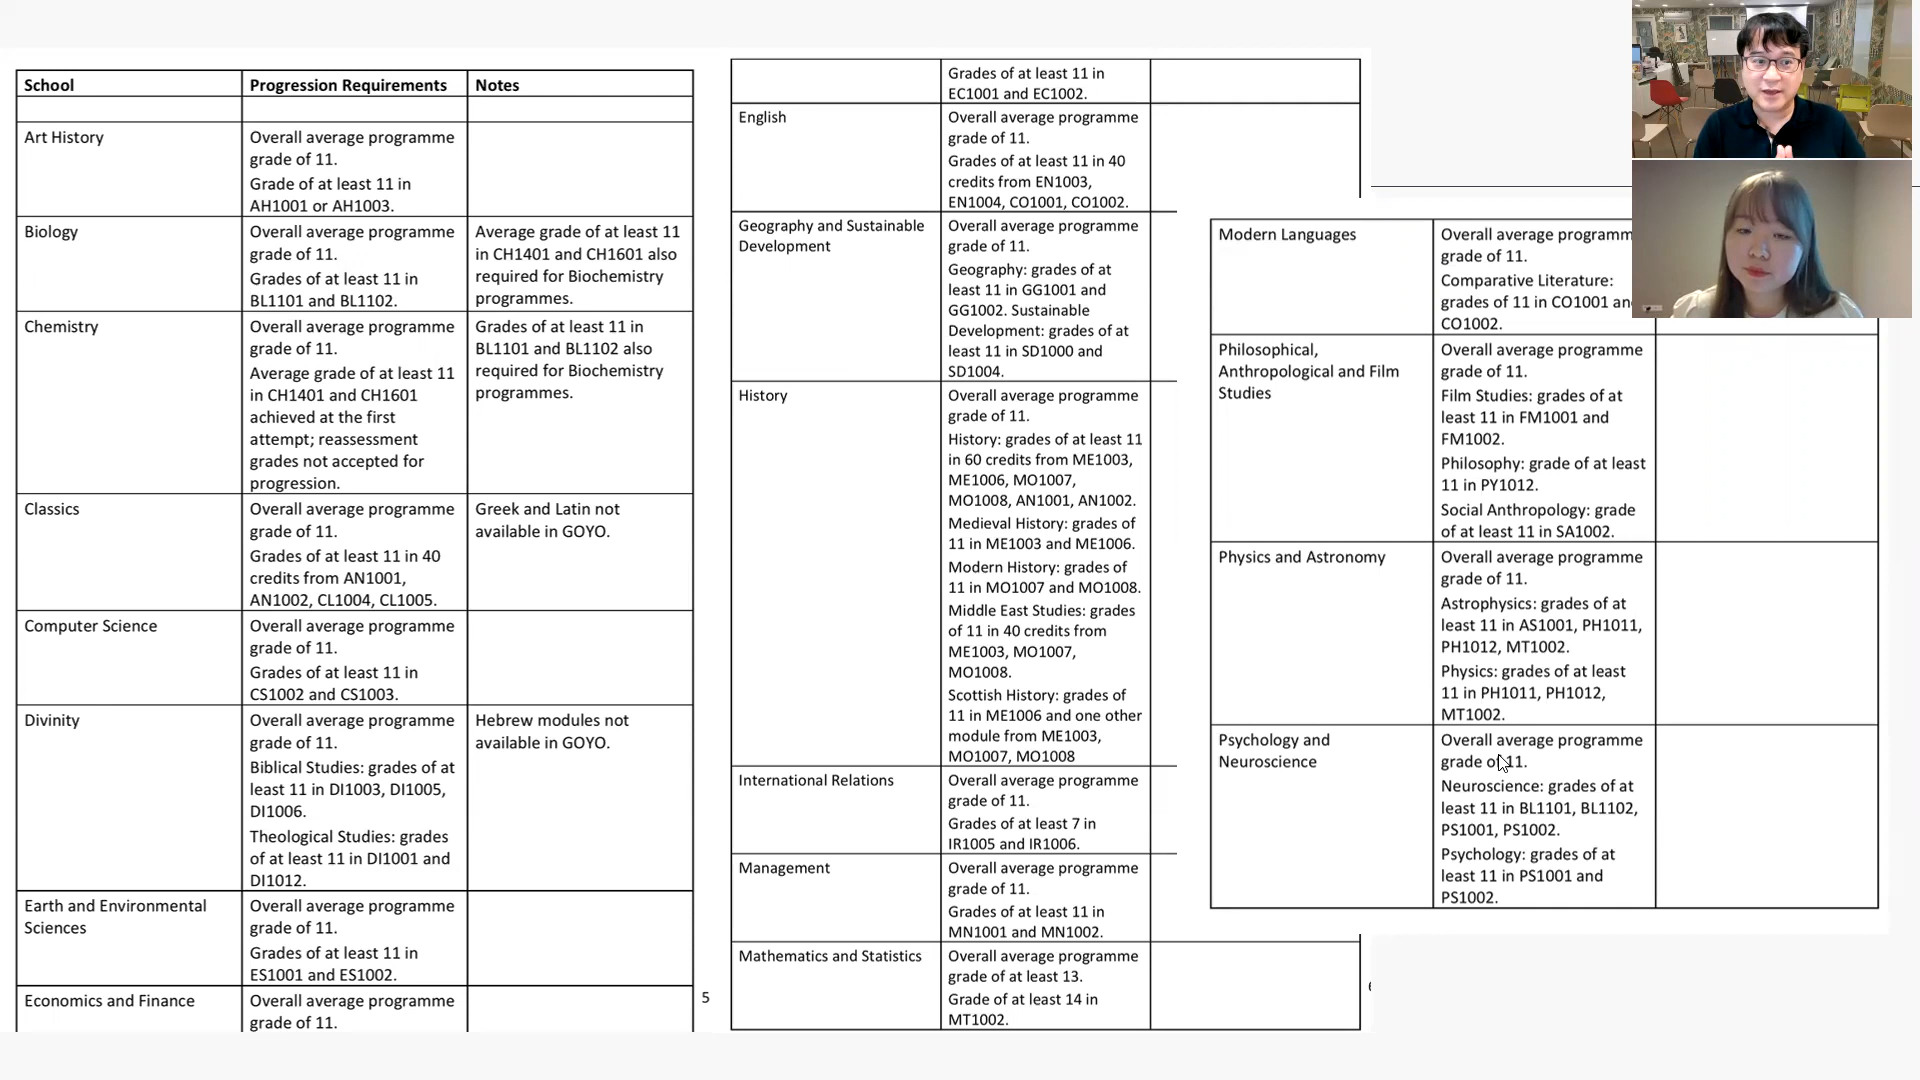 School
Progression Requirements
Notes
Art History
Overall average programme
grade of 11.
Grade of at least 11 in
AH1001 or AH1003.
Biology
Overall average programme
grade of 11.
Grades of at least 11 in
BL1101 and BL1102.
Average grade of at least 11
in CH1401 and CH1601 also
required for Biochemistry
programmes.
Chemistry
Overall average programme
grade of 11.
Average grade of at least 11
in CH1401 and CH1601
achieved at the first
attempt; reassessment
grades not accepted for
progression.
Grades of at least 11 in
BL1101 and BL1102 also
required for Biochemistry
programmes.
Classics
Overall average programme
grade of 11.
Grades of at least 11 in 40
credits from AN1001,
AN1002, CL1004, CL1005.
Greek and Latin not
available in GOYO.
Computer Science
Overall average programme
grade of 11.
Grades of at least 11 in
CS1002 and CS1003.
Divinity
Overall average programme
grade of 11.
Biblical Studies: grades of at
least 11 in DI1003, DI1005,
DI1006.
Theological Studies: grades
of at least 11 in DI1001 and
DI1012.
Hebrew modules not
available in GOYO.
Earth and Environmental
Sciences
Overall average programme
grade of 11.
Grades of at least 11 in
ES1001 and ES1002.
Economics and Finance
Overall average programme
grade of 11.
5
Grades of at least 11 in
EC1001 and EC1002.
English
Overall average programme
grade of 11.
Grades of at least 11 in 40
credits from EN1003,
EN1004, CO1001, CO1002.
Geography and Sustainable
Development
Overall average programme
grade of 11.
Geography: grades of at
least 11 in GG1001 and
GG1002. Sustainable
Development: grades of at
least 11 in SD1000 and
SD1004.
History
Overall average programme
grade of 11.
History: grades of at least 11
in 60 credits from ME1003,
ME1006, MO1007,
MO1008, AN1001, AN1002.
Medieval History: grades of
11 in ME1003 and ME1006.
Modern History: grades of
11 in MO1007 and MO1008.
Middle East Studies: grades
of 11 in 40 credits from
ME1003, MO1007,
MO1008.
Scottish History: grades of
11 in ME1006 and one other
module from ME1003,
MO1007, MO1008
International Relations
Overall average programme
grade of 11.
Grades of at least 7 in
IR1005 and IR1006.
Management
Overall average programme
grade of 11.
Grades of at least 11 in
MN1001 and MN1002.
Mathematics and Statistics
Overall average programme
grade of at least 13.
Grade of at least 14 in
MT1002.
Modern Languages
Overall average programm
grade of 11.
Comparative Literature:
grades of 11 in CO1001 an
CO1002.
Philosophical,
Anthropological and Film
Studies
Overall average programme
grade of 11.
Film Studies: grades of at
least 11 in FM1001 and
FM1002.
Philosophy: grade of at least
11 in PY1012.
Social Anthropology: grade
of at least 11 in SA1002.
Physics and Astronomy
Overall average programme
grade of 11.
Astrophysics: grades of at
least 11 in AS1001, PH1011,
PH1012, MT1002.
Physics: grades of at least
11 in PH1011, PH1012,
MT1002.
Psychology and
Neuroscience
Overall average programme
grade of 11.
Neuroscience: grades of at
least 11 in BL1101, BL1102,
PS1001, PS1002.
Psychology: grades of at
least 11 in PS1001 and
PS1002.